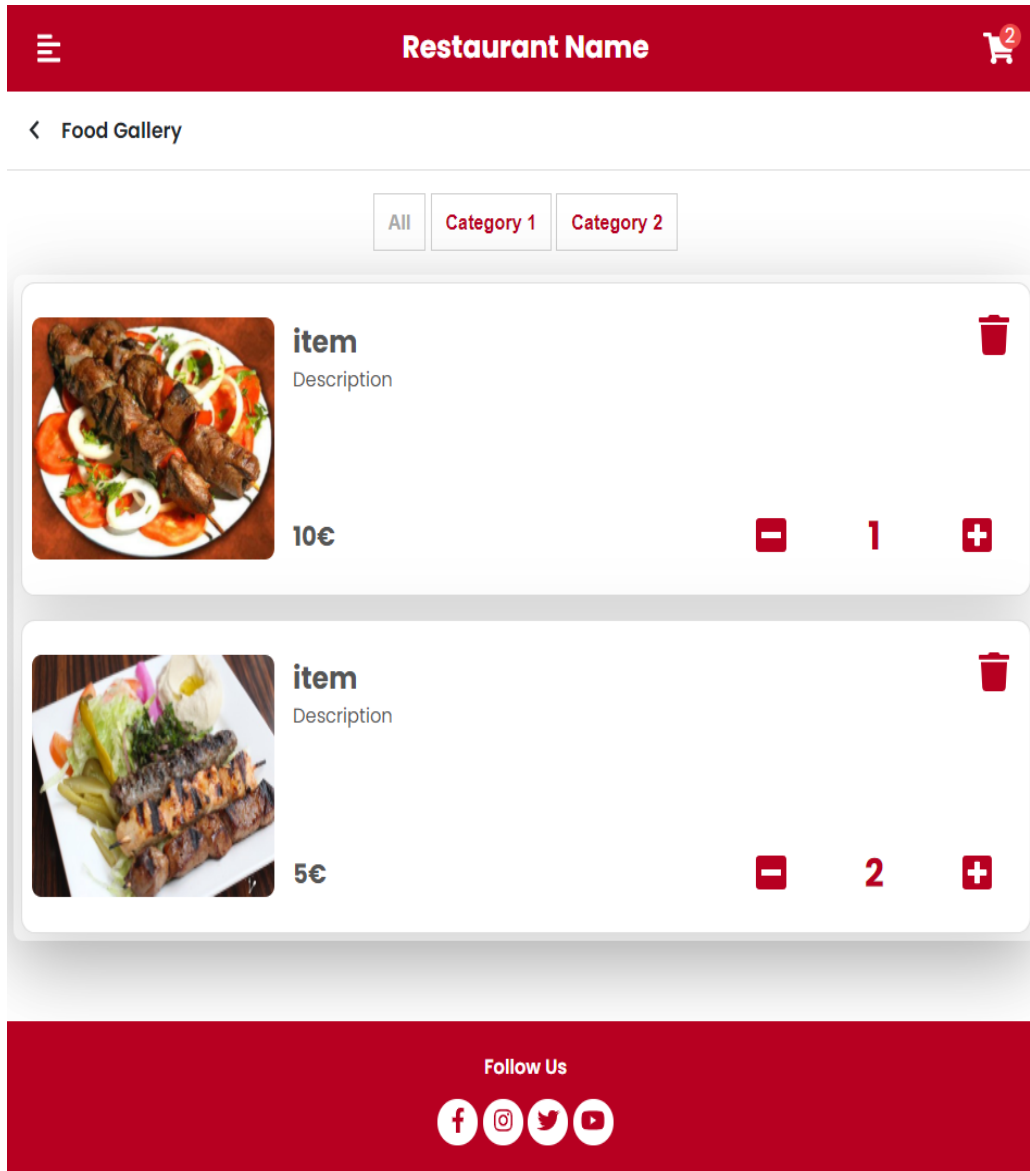 Restaurant Name
2
Food Gallery
All
Category 1
Category 2
item
Description
10€
1
item
Description
5€
2
Follow Us